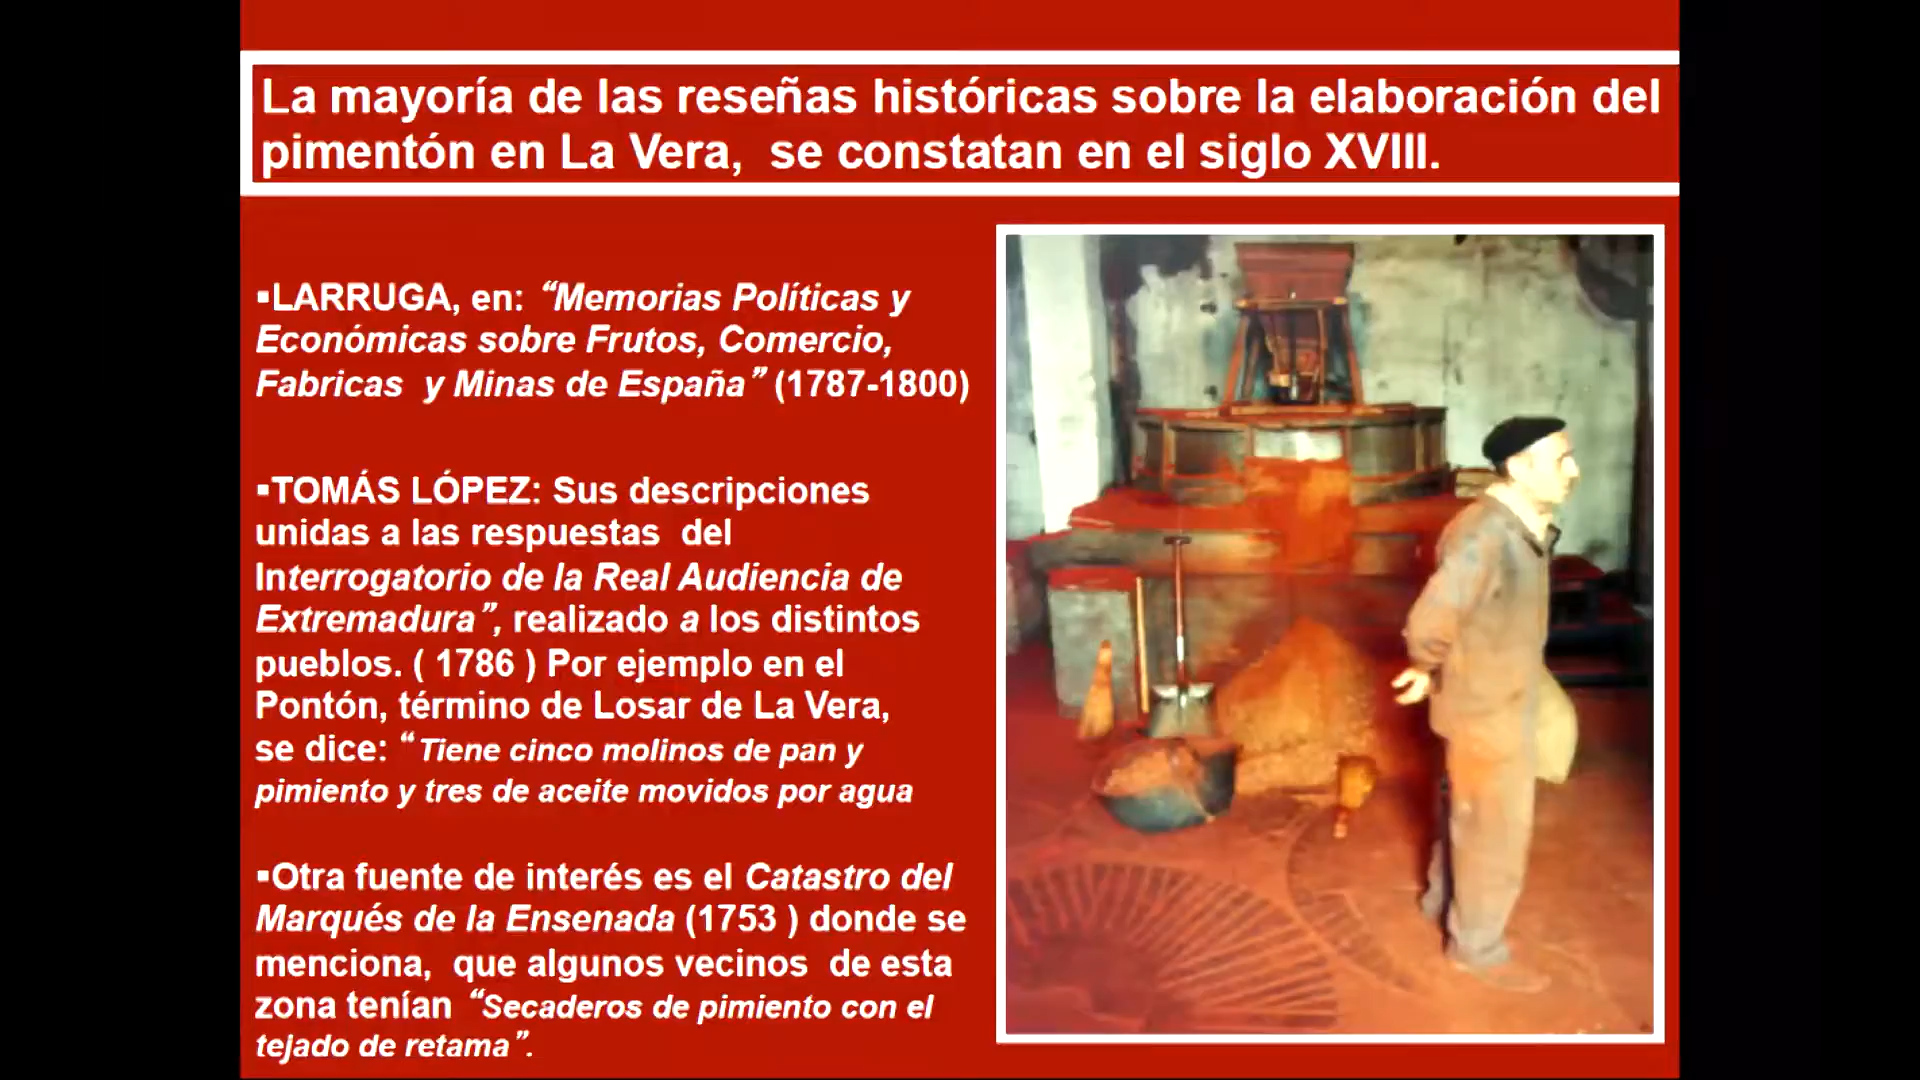 La mayoría de las reseñas históricas sobre la elaboración del
pimentón en La Vera,  se constatan en el siglo XVIII.
▪LARRUGA, en: “Memorias Políticas y
Económicas sobre Frutos, Comercio,
Fabricas  y Minas de España” (1787-1800)
▪TOMÁS LÓPEZ: Sus descripciones
unidas a las respuestas  del
Interrogatorio de la Real Audiencia de
Extremadura”, realizado a los distintos
pueblos. ( 1786 ) Por ejemplo en el
Pontón, término de Losar de La Vera,
se dice: “Tiene cinco molinos de pan y
pimiento y tres de aceite movidos por agua
▪Otra fuente de interés es el Catastro del
Marqués de la Ensenada (1753 ) donde se
menciona,  que algunos vecinos  de esta
zona tenían  “Secaderos de pimiento con el
tejado de retama”.